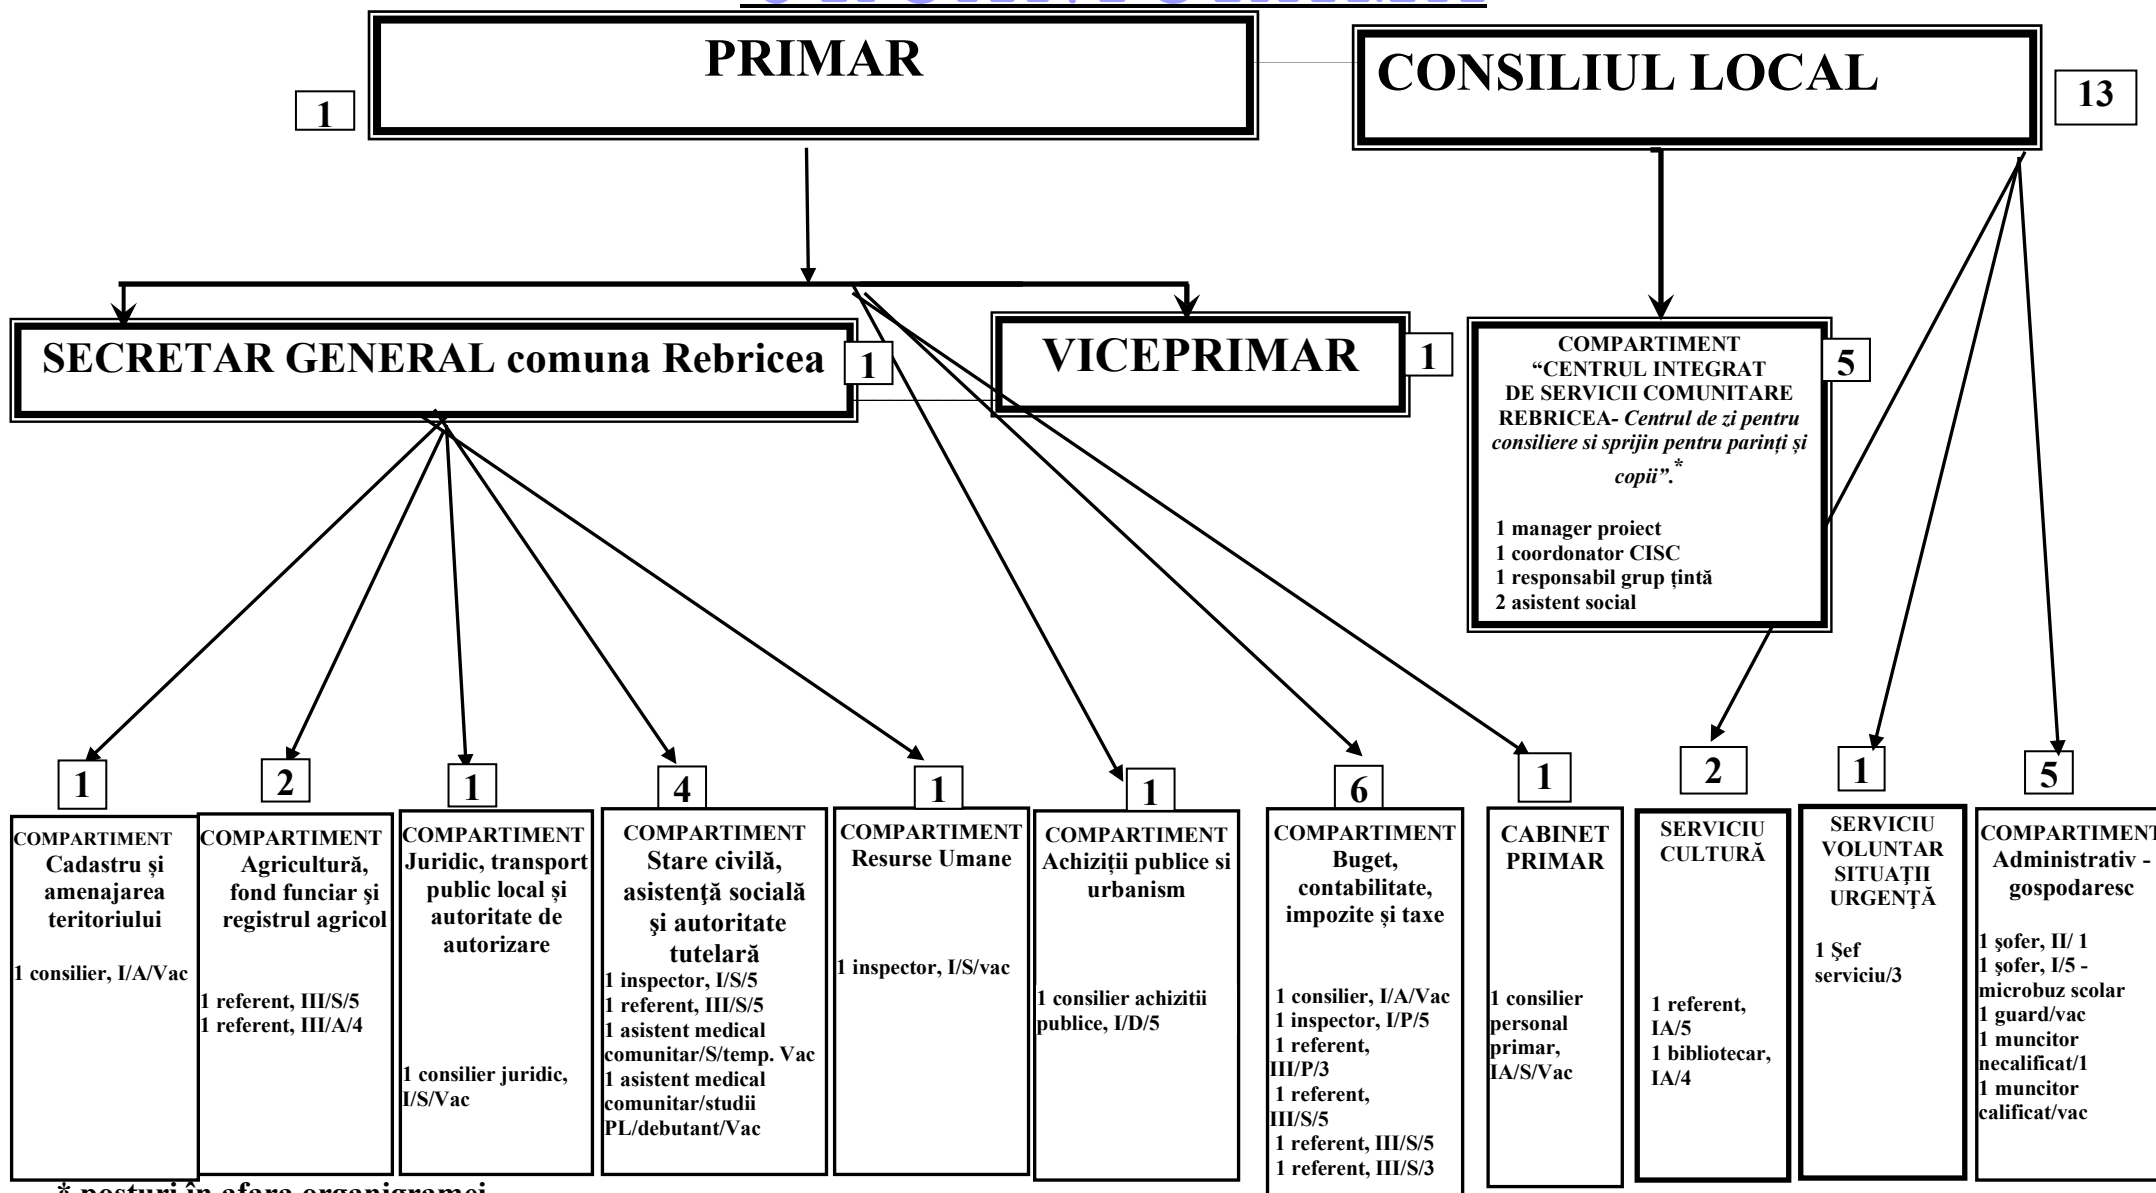 PRIMAR
1
CONSILIUL LOCAL
13
SECRETAR GENERAL comuna Rebricea
1
VICEPRIMAR
1
COMPARTIMENT
“CENTRUL INTEGRAT
DE SERVICII COMUNITARE
REBRICEA- Centrul de zi pentru
consiliere si sprijin pentru parinți și
copii”.*
1 manager proiect
1 coordonator CISC
1 responsabil grup țintă
2 asistent social
5
1
COMPARTIMENT
Cadastru și
amenajarea
teritoriului
1 consilier, I/A/Vac
2
COMPARTIMENT
Agricultură,
fond funciar şi
registrul agricol
1 referent, III/S/5
1 referent, III/A/4
1
COMPARTIMENT
Juridic, transport
public local și
autoritate de
autorizare
1 consilier juridic,
I/S/Vac
4
COMPARTIMENT
Stare civilă,
asistenţă socială
şi autoritate
tutelară
1 inspector, I/S/5
1 referent, III/S/5
1 asistent medical
comunitar/S/temp. Vac
1 asistent medical
comunitar/studii
PL/debutant/Vac
1
COMPARTIMENT
Resurse Umane
1 inspector, I/S/vac
1
COMPARTIMENT
Achiziții publice si
urbanism
1 consilier achizitii
publice, I/D/5
6
COMPARTIMENT
Buget,
contabilitate,
impozite și taxe
1 consilier, I/A/Vac
1 inspector, I/P/5
1 referent,
III/P/3
1 referent,
III/S/5
1 referent, III/S/5
1 referent, III/S/3
1
CABINET
PRIMAR
1 consilier
personal
primar,
IA/S/Vac
2
SERVICIU
CULTURĂ
1 referent,
IA/5
1 bibliotecar,
IA/4
1
SERVICIU
VOLUNTAR
SITUAŢII
URGENŢĂ
1 Şef
serviciu/3
5
COMPARTIMENT
Administrativ -
gospodaresc
1 şofer, II/ 1
1 şofer, I/5 -
microbuz scolar
1 guard/vac
1 muncitor
necalificat/1
1 muncitor
calificat/vac
* posturi în afara organigramei